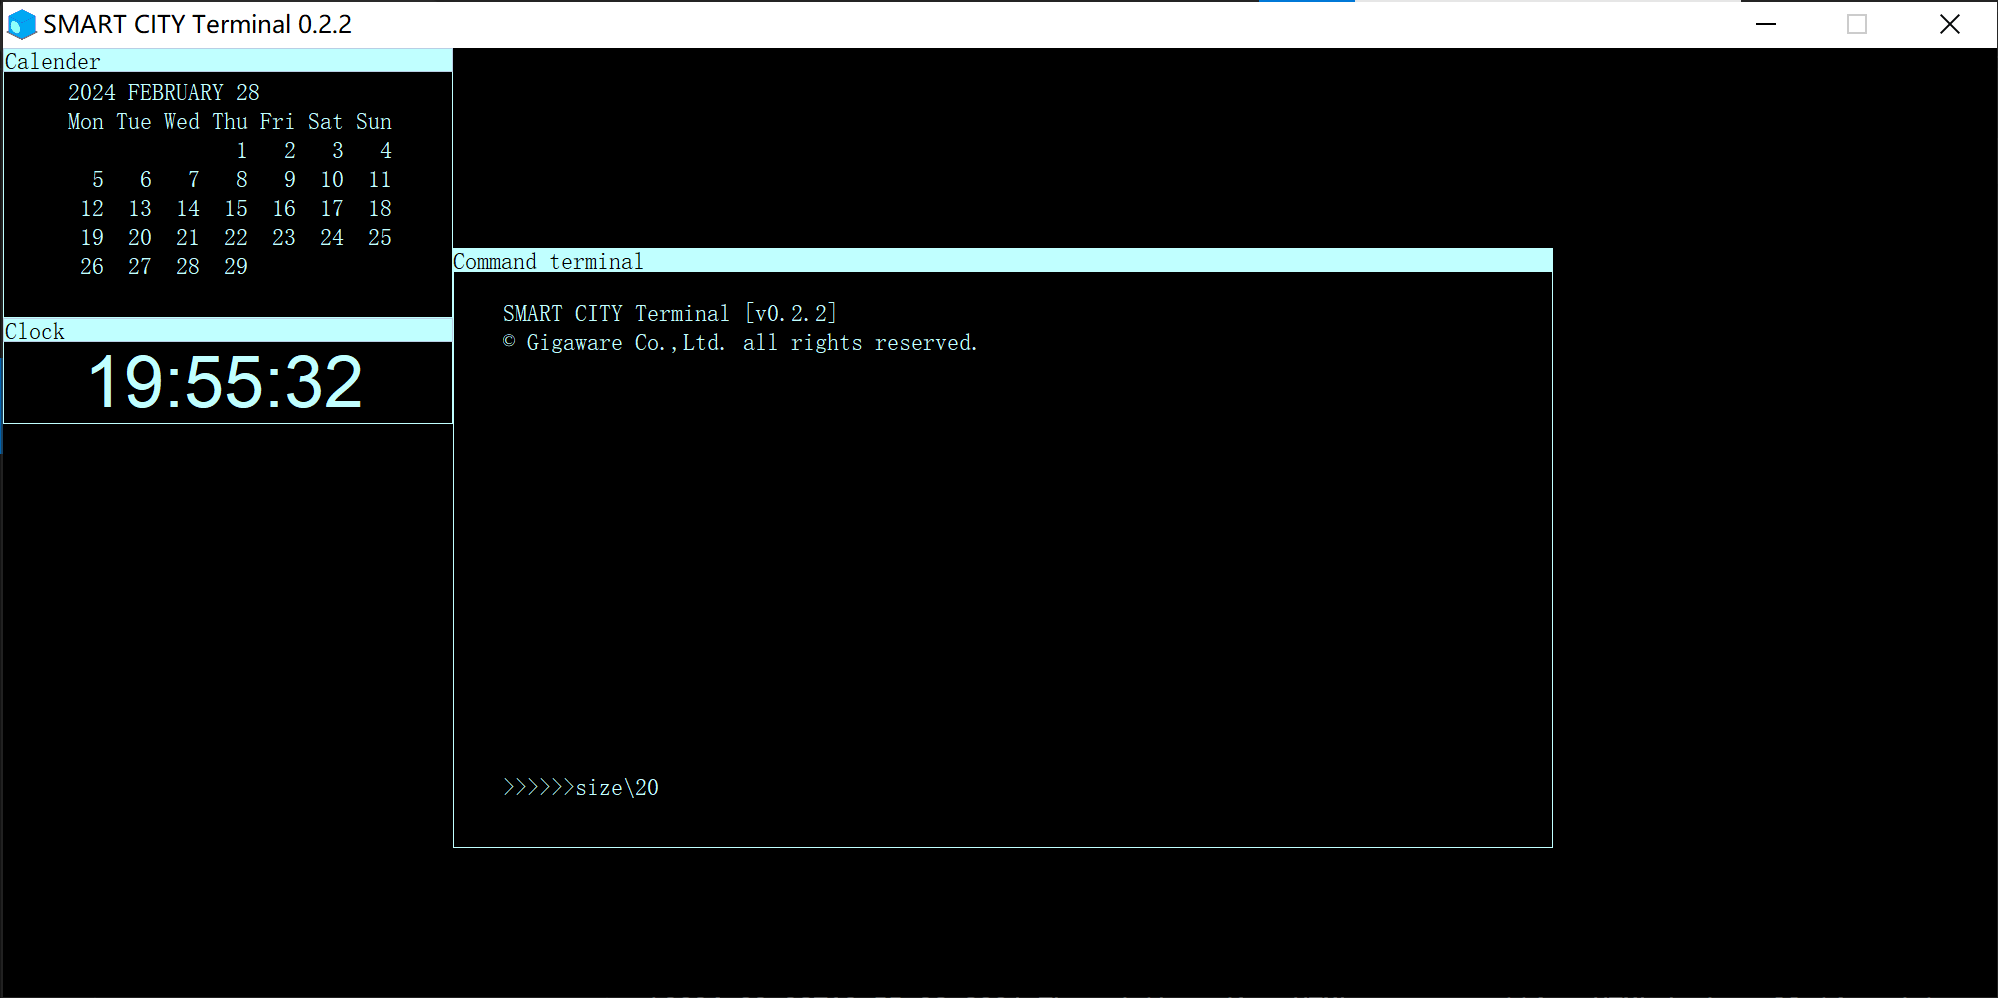 SMART CITY Terminal 0.2.2
Calender
2024 FEBRUARY 28
Mon Tue Wed Thu Fri Sat Sun
1 2 3 4
5 6 7 8 9 10 11
12 13 14 15 16 17 18
19 20 21 22 23 24 25
26 27 28 29
Clock
19:55:32
Command terminal
SMART CITY Terminal [v0.2.2]
© Gigaware Co.,Ltd. all rights reserved.
>>>>>>size\20